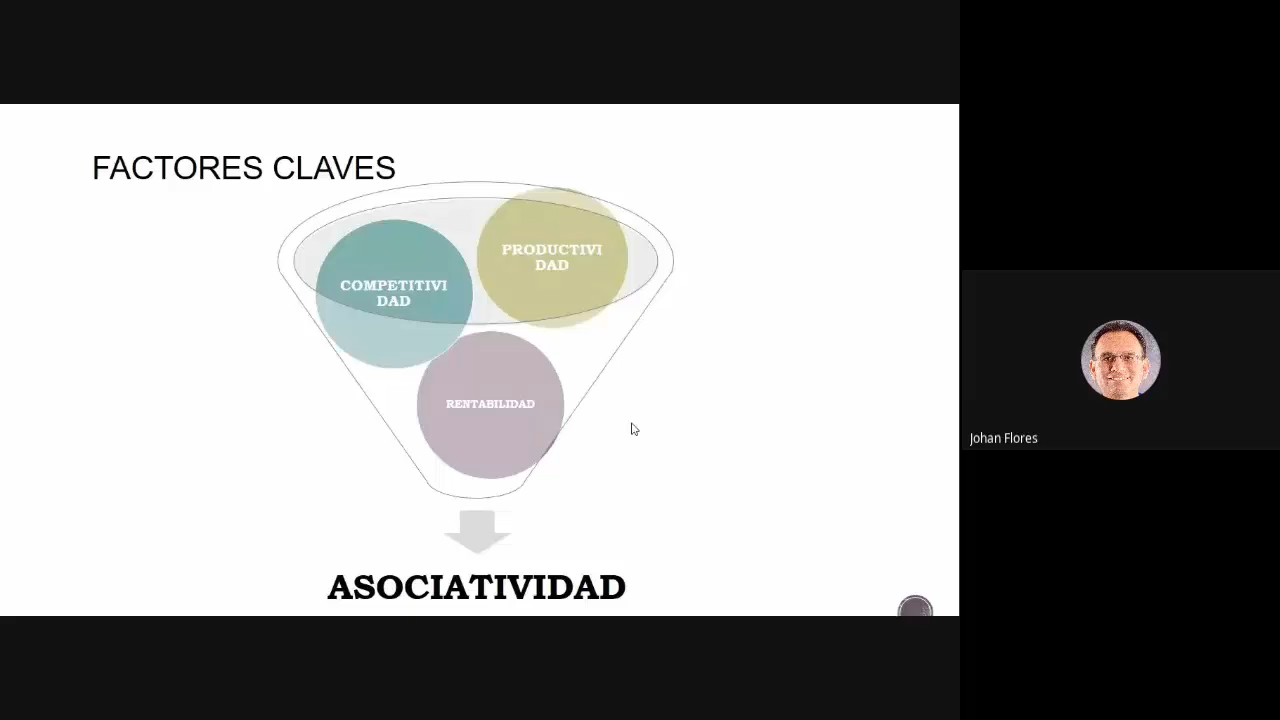 FACTORES CLAVES
PRODUCTIVI
DAD
COMPETITIVI
DAD
RENTABILIDAD
ASOCIATIVIDAD
Johan Flores